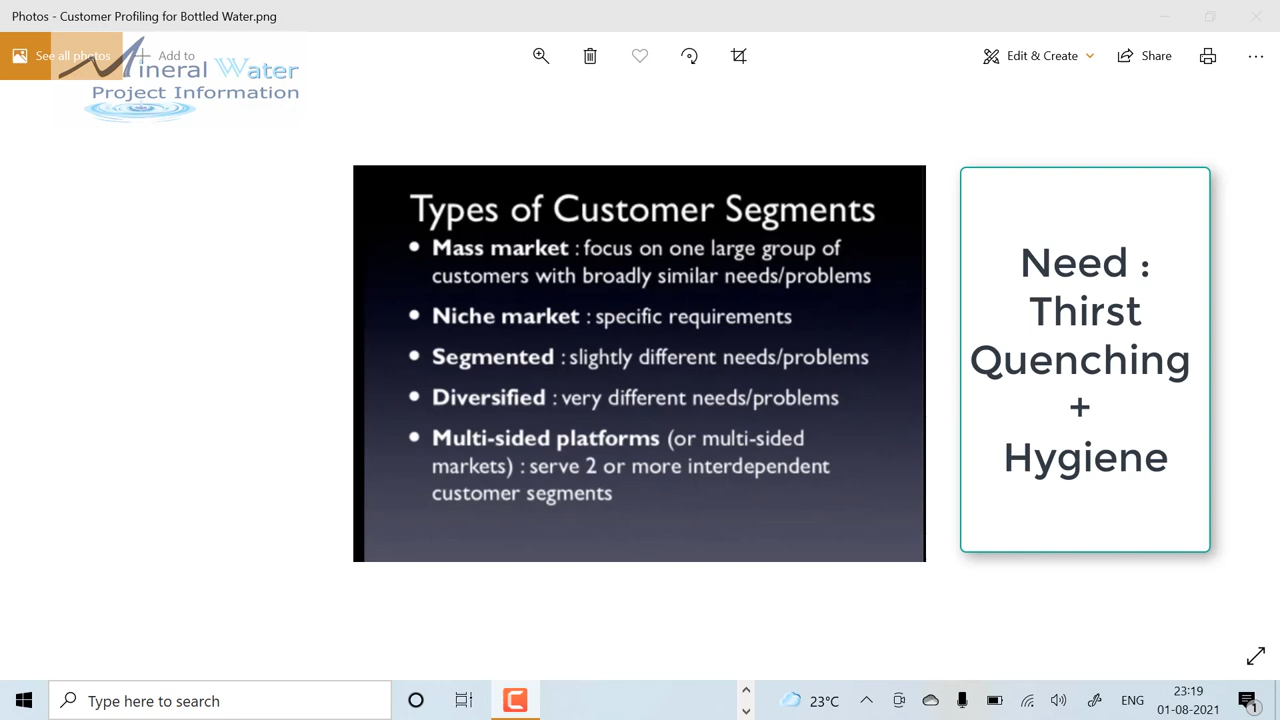 Photos - Customer Profiling for Bottled Water.png
See all photos
Add to
Edit & Create
Share
Mineral Water
Project Information
Types of Customer Segments
• Mass market : focus on one large group of
customers with broadly similar needs/problems
• Niche market : specific requirements
• Segmented : slightly different needs/problems
• Diversified : very different needs/problems
• Multi-sided platforms (or multi-sided
markets) : serve 2 or more interdependent
customer segments
Need :
Thirst
Quenching
+
Hygiene
Type here to search
23°C
ENG
23:19
01-08-2021
1